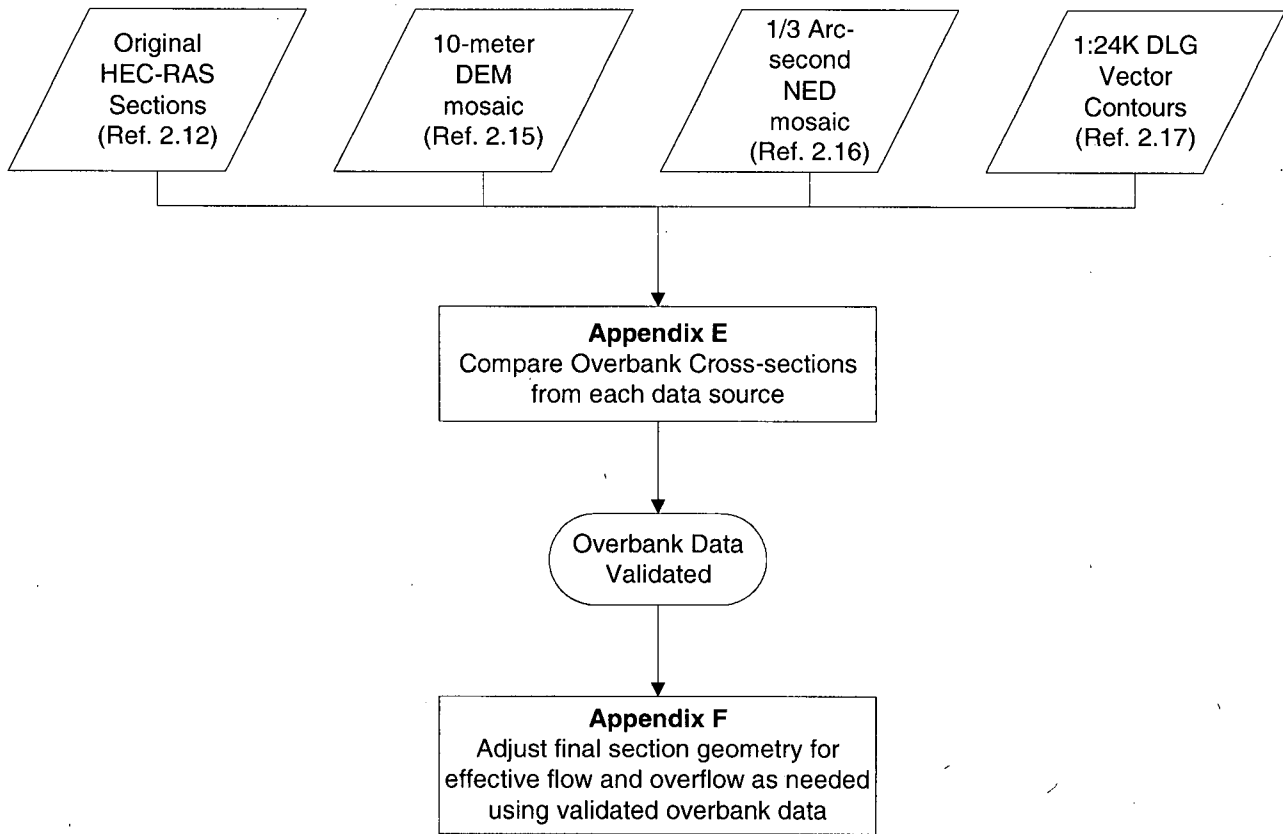 Original
HEC-RAS
Sections
(Ref. 2.12)
10-meter
DEM
mosaic
(Ref. 2.15)
1/3 Arc-
second
NED
mosaic
(Ref. 2.16)
1:24K DLG
Vector
Contours
(Ref. 2.17)
Appendix E
Compare Overbank Cross-sections
from each data source
Overbank Data
Validated
Appendix F
Adjust final section geometry for
effective flow and overflow as needed
using validated overbank data